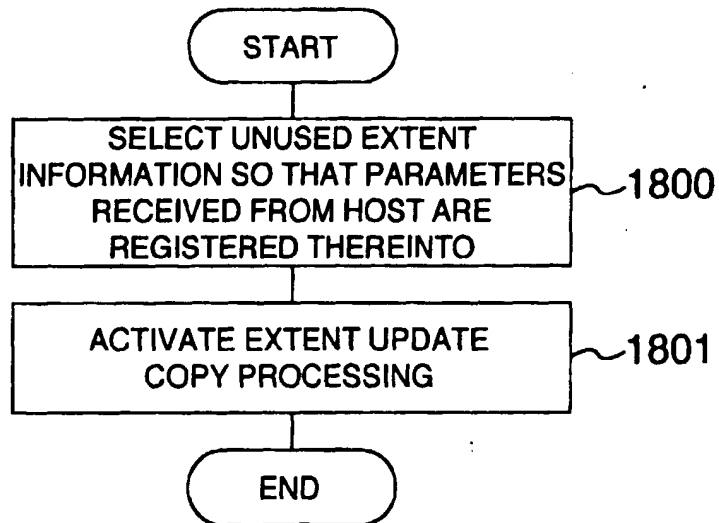 START
SELECT UNUSED EXTENT
INFORMATION SO THAT PARAMETERS
RECEIVED FROM HOST ARE
REGISTERED THEREINTO
1800
ACTIVATE EXTENT UPDATE
COPY PROCESSING
1801
END